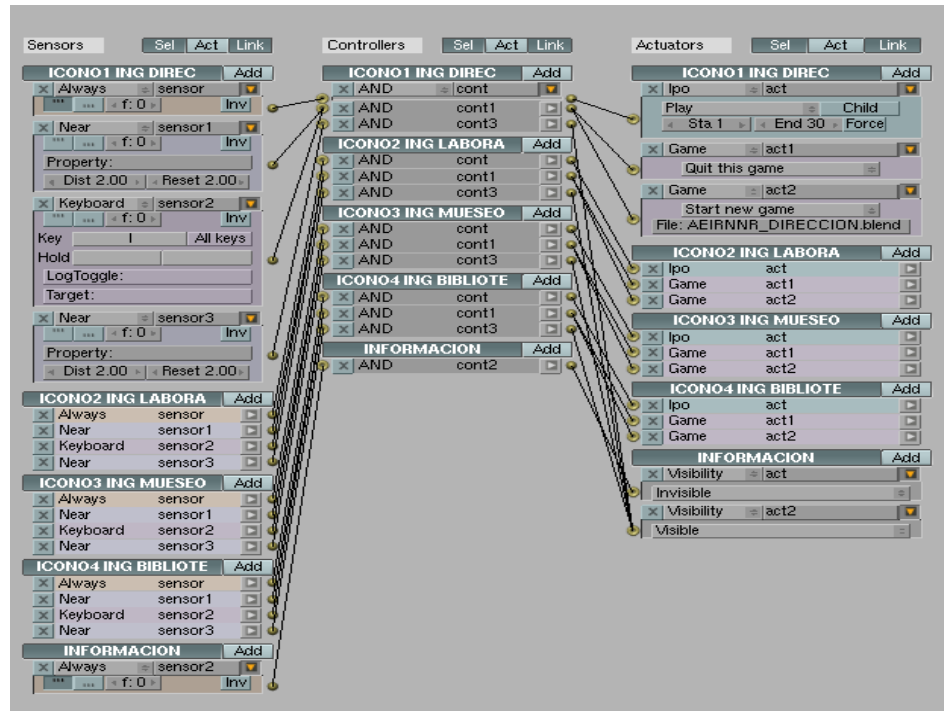 Sensors Sel Act Link
ICONO1 ING DIREC Add
Always sensor
f: 0 Inv
Near sensor1
f: 0 Inv
Property:
Dist 2.00 Reset 2.00
Keyboard sensor2
f: 0 Inv
Key I All keys
Hold
LogToggle:
Target:
Near sensor3
f: 0 Inv
Property:
Dist 2.00 Reset 2.00
ICONO2 ING LABORA Add
Always sensor
Near sensor1
Keyboard sensor2
Near sensor3
ICONO3 ING MUESEO Add
Always sensor
Near sensor1
Keyboard sensor2
Near sensor3
ICONO4 ING BIBLIOTE Add
Always sensor
Near sensor1
Keyboard sensor2
Near sensor3
INFORMACION Add
Always sensor2
f: 0 Inv
Controllers Sel Act Link
ICONO1 ING DIREC Add
AND cont
AND cont1
AND cont3
ICONO2 ING LABORA Add
AND cont
AND cont1
AND cont3
ICONO3 ING MUESEO Add
AND cont
AND cont1
AND cont3
ICONO4 ING BIBLIOTE Add
AND cont
AND cont1
AND cont3
INFORMACION Add
AND cont2
Actuators Sel Act Link
ICONO1 ING DIREC Add
Ipo act
Play Child
Sta 1 End 30 Force
Game act1
Quit this game
Game act2
Start new game
File: AEIRNNR_DIRECCION.blend
ICONO2 ING LABORA Add
Ipo act
Game act1
Game act2
ICONO3 ING MUESEO Add
Ipo act
Game act1
Game act2
ICONO4 ING BIBLIOTE Add
Ipo act
Game act1
Game act2
INFORMACION Add
Visibility act
Invisible
Visibility act2
Visible